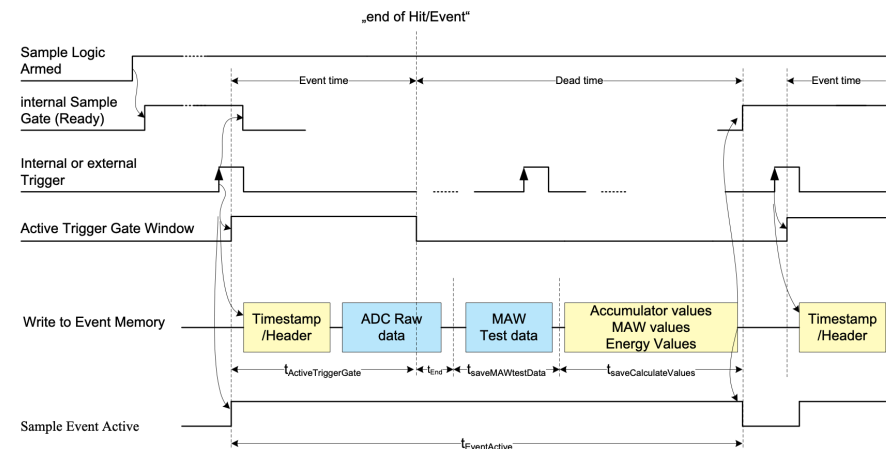 „end of Hit/Event“
Sample Logic
Armed
Event time
Dead time
Event time
internal Sample
Gate (Ready)
Internal or external
Trigger
Active Trigger Gate Window
Write to Event Memory
Timestamp
/Header
ADC Raw
data
MAW
Test data
Accumulator values
MAW values
Energy Values
Timestamp
/Header
tActiveTriggerGate
tEnd
tsaveMAWtestData
tsaveCalculateValues
Sample Event Active
tEventActive